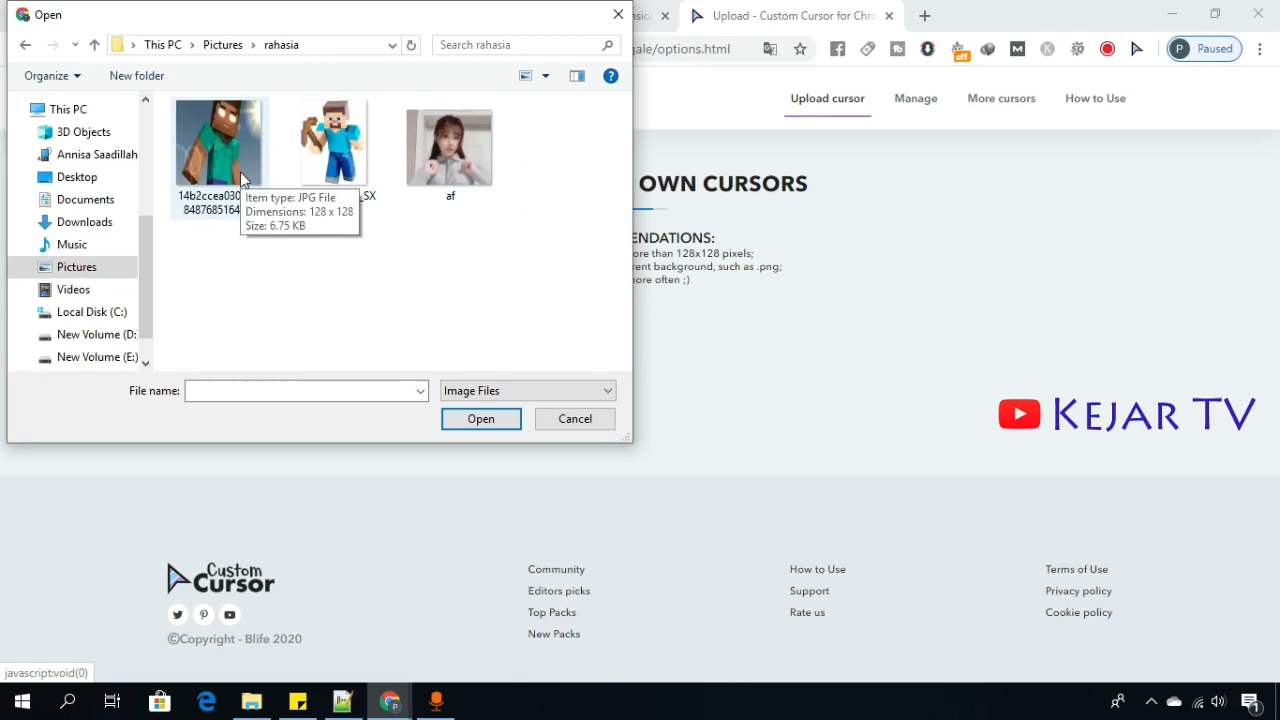 Open
Upload - Custom Cursor for Chr
This PC
Pictures
rahasia
Search rahasia
gale/options.html
off
M
K
P
Paused
Organize
New folder
Upload cursor
Manage
More cursors
How to Use
This PC
3D Objects
Annisa Saadillah
Desktop
Documents
Downloads
Music
Pictures
Videos
Local Disk (C:)
New Volume (D:
New Volume (E:)
14b2ccea030
8487685164
_SX
af
Item type: JPG File
Dimensions: 128 x 128
Size: 6.75 KB
OWN CURSORS
ENDATIONS:
ore than 128x128 pixels;
rent background, such as .png;
ore often ;)
File name:
Image Files
Open
Cancel
KEJAR TV
Custom
Cursor
©Copyright - Blife 2020
Community
Editors picks
Top Packs
New Packs
How to Use
Support
Rate us
Terms of Use
Privacy policy
Cookie policy
javascript:void(0)
P
1